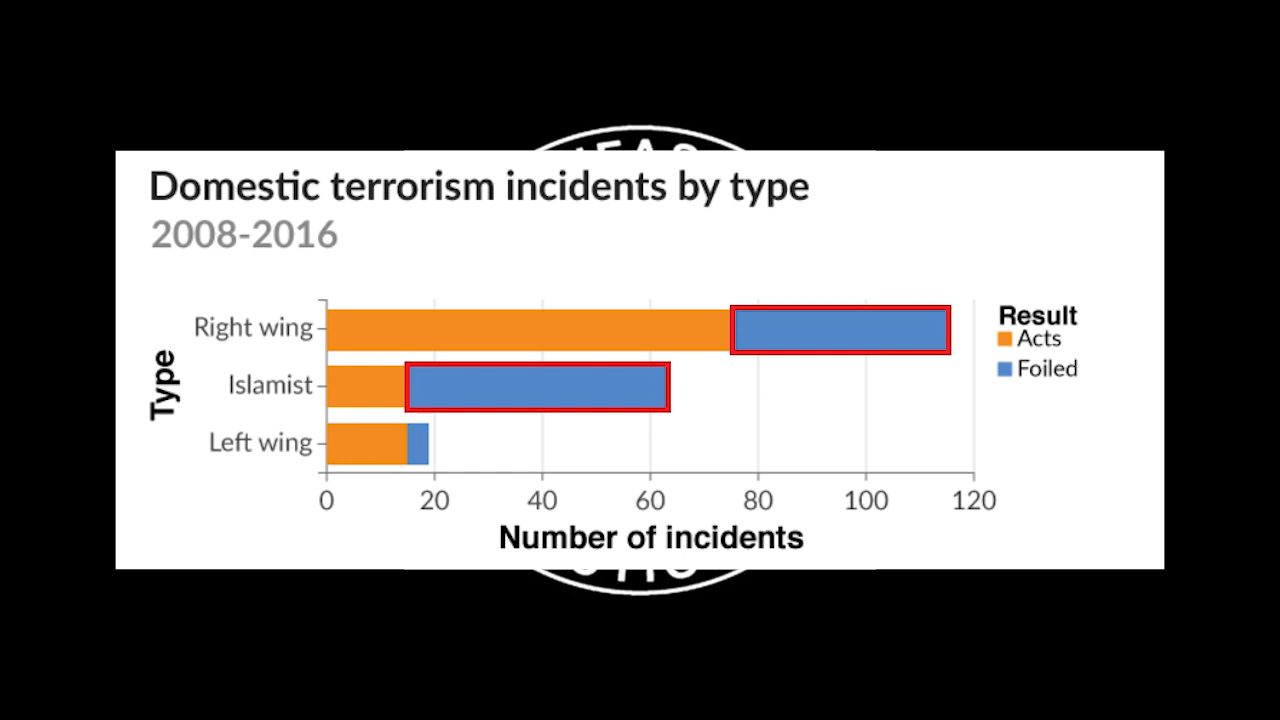 Domestic terrorism incidents by type
2008-2016
Type
Right wing
Islamist
Left wing
0 20 40 60 80 100 120
Number of incidents
Result
Acts
Foiled